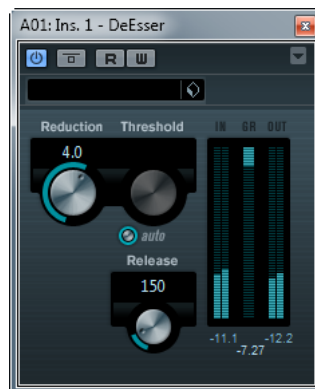 A01: Ins. 1 - DeEsser
R W
Reduction Threshold IN GR OUT
4.0
auto
Release
150
-11.1 -7.27 -12.2